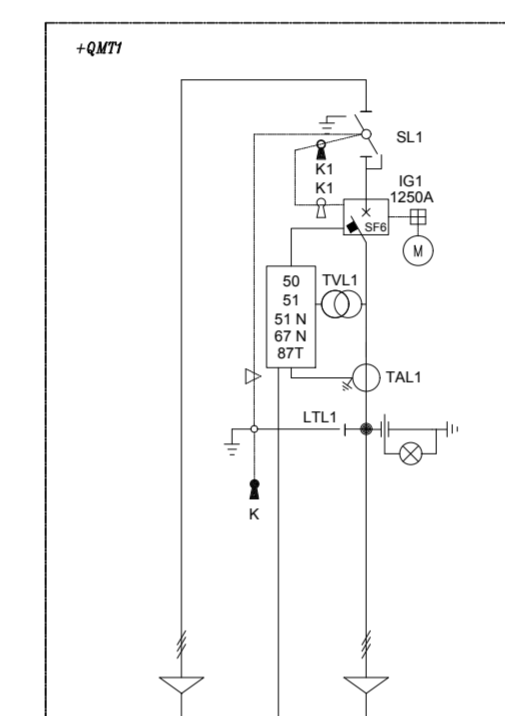 +QMT1
SL1
K1
K1
IG1
1250A
SF6
M
50
51
51 N
67 N
87T
TVL1
TAL1
LTL1
K